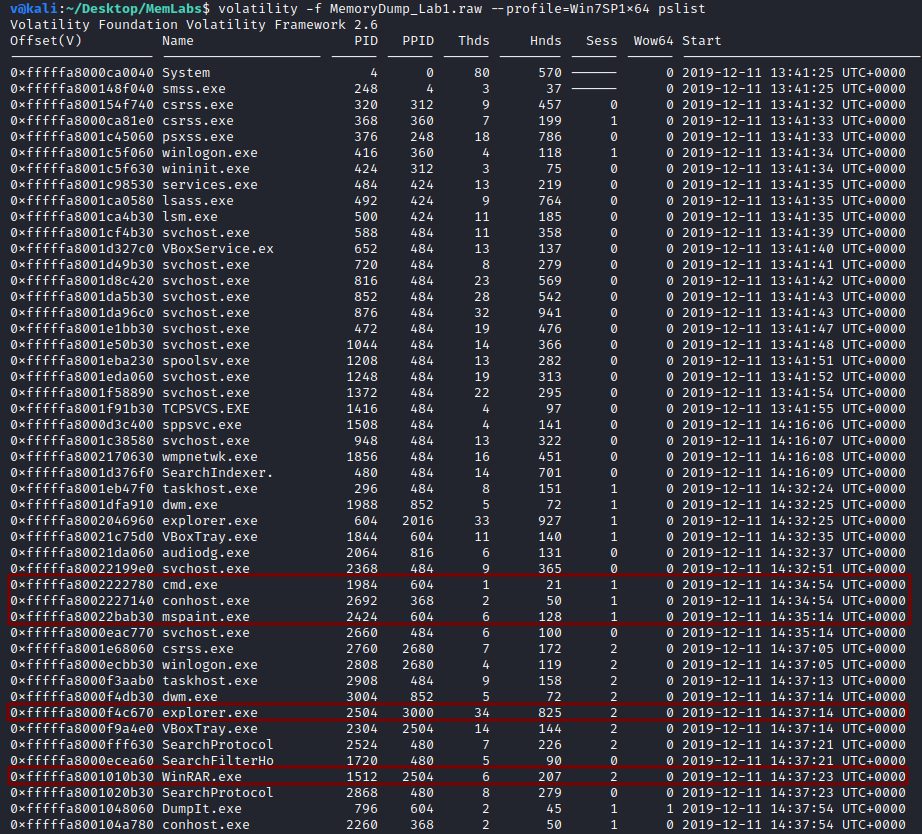 v@kali:~/Desktop/MemLabs$ volatility -f MemoryDump_Lab1.raw --profile=Win7SP1×64 pslist
Volatility Foundation Volatility Framework 2.6
Offset(V) Name PID PPID Thds Hnds Sess Wow64 Start
0×fffffa8000ca0040 System 4 0 80 570 ------ 0 2019-12-11 13:41:25 UTC+0000
0×fffffa800148f040 smss.exe 248 4 3 37 ------ 0 2019-12-11 13:41:25 UTC+0000
0×fffffa800154f740 csrss.exe 320 312 9 457 0 0 2019-12-11 13:41:32 UTC+0000
0×fffffa8000ca81e0 csrss.exe 368 360 7 199 1 0 2019-12-11 13:41:33 UTC+0000
0×fffffa8001c45060 psxss.exe 376 248 18 786 0 0 2019-12-11 13:41:33 UTC+0000
0×fffffa8001c5f060 winlogon.exe 416 360 4 118 1 0 2019-12-11 13:41:34 UTC+0000
0×fffffa8001c5f630 wininit.exe 424 312 3 75 0 0 2019-12-11 13:41:34 UTC+0000
0×fffffa8001c98530 services.exe 484 424 13 219 0 0 2019-12-11 13:41:35 UTC+0000
0×fffffa8001ca0580 lsass.exe 492 424 9 764 0 0 2019-12-11 13:41:35 UTC+0000
0×fffffa8001ca4b30 lsm.exe 500 424 11 185 0 0 2019-12-11 13:41:35 UTC+0000
0×fffffa8001cf4b30 svchost.exe 588 484 11 358 0 0 2019-12-11 13:41:39 UTC+0000
0×fffffa8001d327c0 VBoxService.ex 652 484 13 137 0 0 2019-12-11 13:41:40 UTC+0000
0×fffffa8001d49b30 svchost.exe 720 484 8 279 0 0 2019-12-11 13:41:41 UTC+0000
0×fffffa8001d8c420 svchost.exe 816 484 23 569 0 0 2019-12-11 13:41:42 UTC+0000
0×fffffa8001da5b30 svchost.exe 852 484 28 542 0 0 2019-12-11 13:41:43 UTC+0000
0×fffffa8001da96c0 svchost.exe 876 484 32 941 0 0 2019-12-11 13:41:43 UTC+0000
0×fffffa8001e1bb30 svchost.exe 472 484 19 476 0 0 2019-12-11 13:41:47 UTC+0000
0×fffffa8001e50b30 svchost.exe 1044 484 14 366 0 0 2019-12-11 13:41:48 UTC+0000
0×fffffa8001eba230 spoolsv.exe 1208 484 13 282 0 0 2019-12-11 13:41:51 UTC+0000
0×fffffa8001eda060 svchost.exe 1248 484 19 313 0 0 2019-12-11 13:41:52 UTC+0000
0×fffffa8001f58890 svchost.exe 1372 484 22 295 0 0 2019-12-11 13:41:54 UTC+0000
0×fffffa8001f91b30 TCPSVCS.EXE 1416 484 4 97 0 0 2019-12-11 13:41:55 UTC+0000
0×fffffa8000d3c400 sppsvc.exe 1508 484 4 141 0 0 2019-12-11 14:16:06 UTC+0000
0×fffffa8001c38580 svchost.exe 948 484 13 322 0 0 2019-12-11 14:16:07 UTC+0000
0×fffffa8002170630 wmpnetwk.exe 1856 484 16 451 0 0 2019-12-11 14:16:08 UTC+0000
0×fffffa8001d376f0 SearchIndexer. 480 484 14 701 0 0 2019-12-11 14:16:09 UTC+0000
0×fffffa8001eb47f0 taskhost.exe 296 484 8 151 1 0 2019-12-11 14:32:24 UTC+0000
0×fffffa8001dfa910 dwm.exe 1988 852 5 72 1 0 2019-12-11 14:32:25 UTC+0000
0×fffffa8002046960 explorer.exe 604 2016 33 927 1 0 2019-12-11 14:32:25 UTC+0000
0×fffffa80021c75d0 VBoxTray.exe 1844 604 11 140 1 0 2019-12-11 14:32:35 UTC+0000
0×fffffa80021da060 audiodg.exe 2064 816 6 131 0 0 2019-12-11 14:32:37 UTC+0000
0×fffffa80022199e0 svchost.exe 2368 484 9 365 0 0 2019-12-11 14:32:51 UTC+0000
0×fffffa8002222780 cmd.exe 1984 604 1 21 1 0 2019-12-11 14:34:54 UTC+0000
0×fffffa8002227140 conhost.exe 2692 368 2 50 1 0 2019-12-11 14:34:54 UTC+0000
0×fffffa80022bab30 mspaint.exe 2424 604 6 128 1 0 2019-12-11 14:35:14 UTC+0000
0×fffffa8000eac770 svchost.exe 2660 484 6 100 0 0 2019-12-11 14:35:14 UTC+0000
0×fffffa8001e68060 csrss.exe 2760 2680 7 172 2 0 2019-12-11 14:37:05 UTC+0000
0×fffffa8000ecbb30 winlogon.exe 2808 2680 4 119 2 0 2019-12-11 14:37:05 UTC+0000
0×fffffa8000f3aab0 taskhost.exe 2908 484 9 158 2 0 2019-12-11 14:37:13 UTC+0000
0×fffffa8000f4db30 dwm.exe 3004 852 5 72 2 0 2019-12-11 14:37:14 UTC+0000
0×fffffa8000f4c670 explorer.exe 2504 3000 34 825 2 0 2019-12-11 14:37:14 UTC+0000
0×fffffa8000f9a4e0 VBoxTray.exe 2304 2504 14 144 2 0 2019-12-11 14:37:14 UTC+0000
0×fffffa8000fff630 SearchProtocol 2524 480 7 226 2 0 2019-12-11 14:37:21 UTC+0000
0×fffffa8000ecea60 SearchFilterHo 1720 480 5 90 0 0 2019-12-11 14:37:21 UTC+0000
0×fffffa8001010b30 WinRAR.exe 1512 2504 6 207 2 0 2019-12-11 14:37:23 UTC+0000
0×fffffa8001020b30 SearchProtocol 2868 480 8 279 0 0 2019-12-11 14:37:23 UTC+0000
0×fffffa8001048060 DumpIt.exe 796 604 2 45 1 1 2019-12-11 14:37:54 UTC+0000
0×fffffa800104a780 conhost.exe 2260 368 2 50 1 0 2019-12-11 14:37:54 UTC+0000